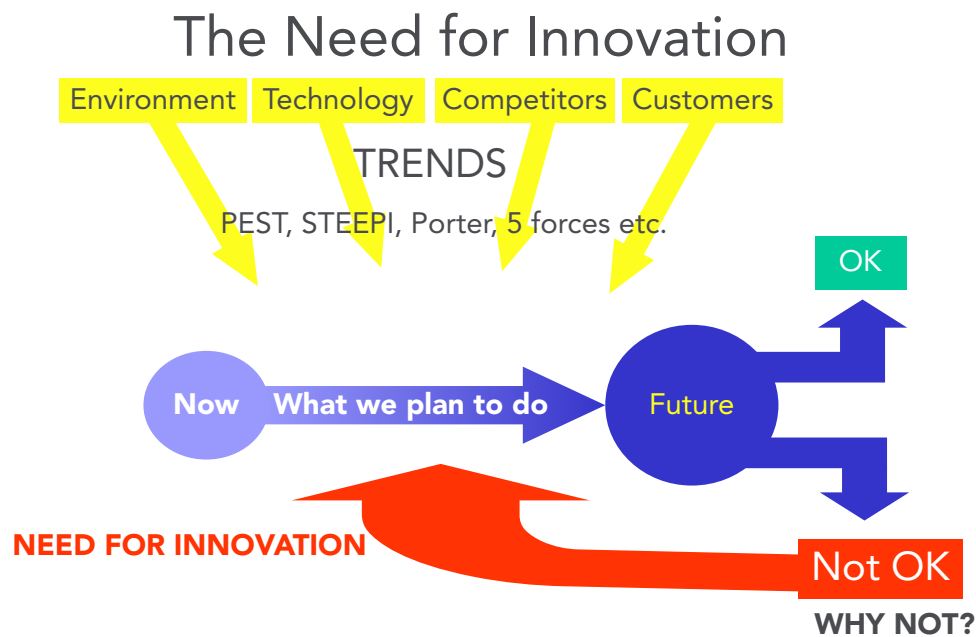 The Need for Innovation
Environment Technology Competitors Customers
TRENDS
PEST, STEEPI, Porter, 5 forces etc.
OK
Now What we plan to do Future
NEED FOR INNOVATION
Not OK
WHY NOT?